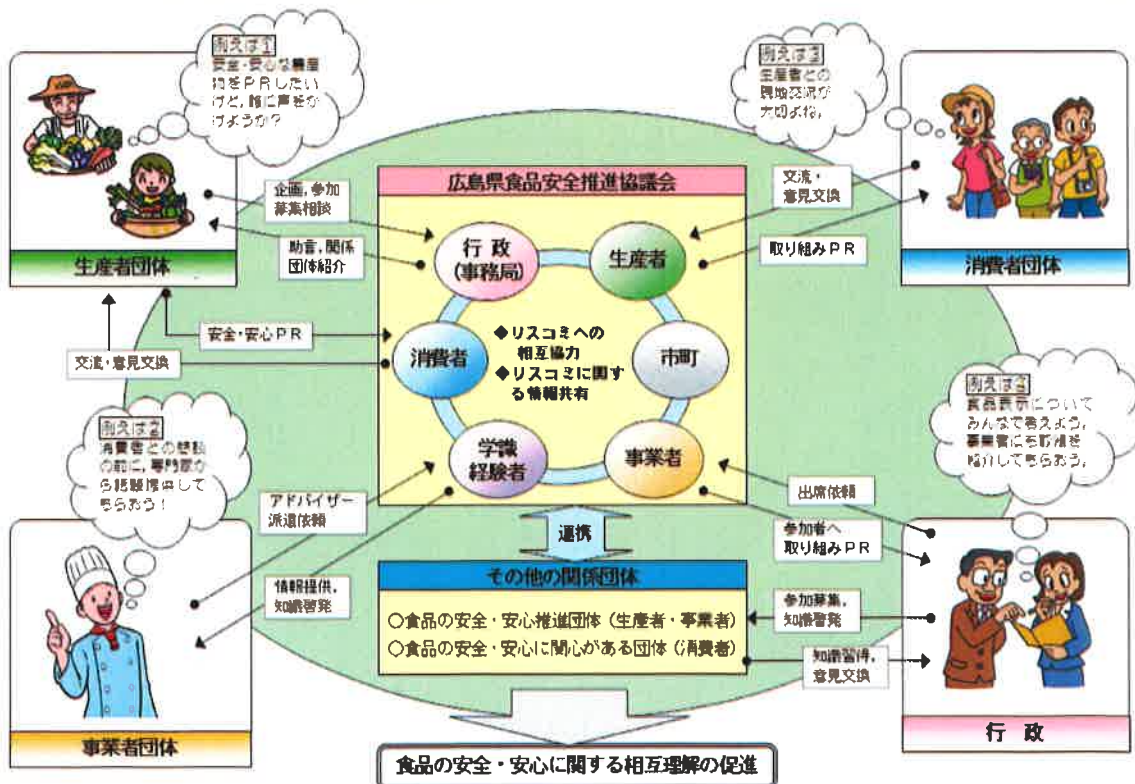 例えば①
安全・安心な農産
物をPRしたい
けど，誰に声をか
けようか？
生産者団体
例えば③
生産者との
現地交流が
大切よね。
消費者団体
企画，参加
募集相談
助言，関係
団体紹介
安全・安心PR
交流・意見交換
交流・
意見交換
取り組みPR
広島県食品安全推進協議会
行政
（事務局）
生産者
消費者
◆リスコミへの
相互協力
◆リスコミに関す
る情報共有
市町
学識
経験者
事業者
例えば②
消費者との
の前に，専門家か
ら話題提供して
もらおう！
事業者団体
アドバイザー
派遣依頼
情報提供，
知識啓発
例えば
食品表示について
みんなで考えよう。
事業者にも取組を
紹介してもらおう。
行政
出席依頼
参加者へ
取り組みPR
参加募集，
知識啓発
知識習得，
意見交換
連携
その他の関係団体
○食品の安全・安心推進団体（生産者・事業者）
○食品の安全・安心に関心がある団体（消費者）
食品の安全・安心に関する相互理解の促進